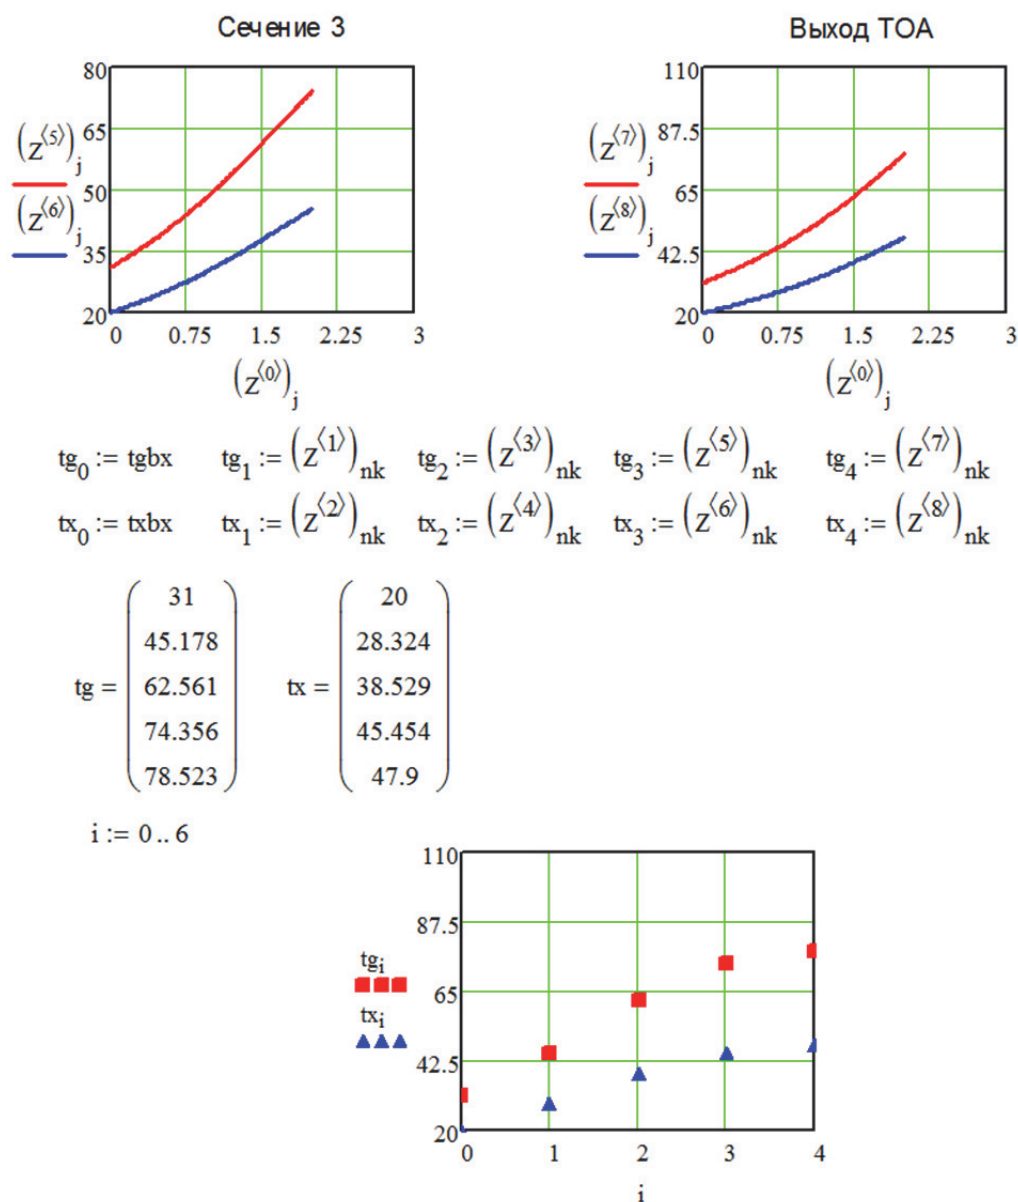 Сечение 3
80
(Z⟨5⟩)j
65
50
(Z⟨6⟩)j
35
20
0 0.75 1.5 2.25 3
(Z⟨0⟩)j
Выход ТОА
110
(Z⟨7⟩)j
87.5
65
(Z⟨8⟩)j
42.5
20
0 0.75 1.5 2.25 3
(Z⟨0⟩)j
tg0 := tgbx tg1 := (Z⟨1⟩)nk tg2 := (Z⟨3⟩)nk tg3 := (Z⟨5⟩)nk tg4 := (Z⟨7⟩)nk
tx0 := txbx tx1 := (Z⟨2⟩)nk tx2 := (Z⟨4⟩)nk tx3 := (Z⟨6⟩)nk tx4 := (Z⟨8⟩)nk
31 20
45.178 28.324
tg = 62.561 tx = 38.529
74.356 45.454
78.523 47.9
i := 0 .. 6
110
87.5
tgi
65
txi
42.5
20
0 1 2 3 4
i